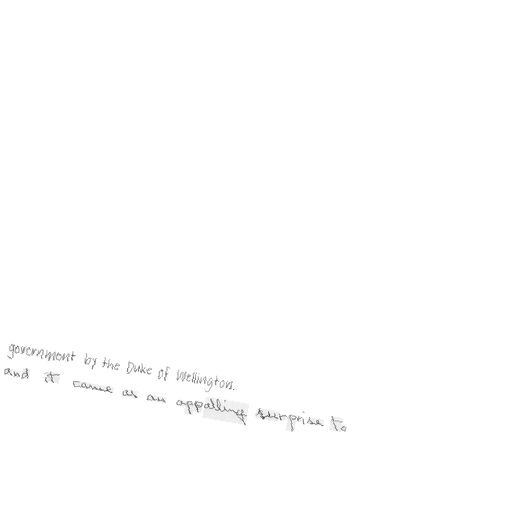 government by the Duke of Wellington.
and it came as an appalling surprise to